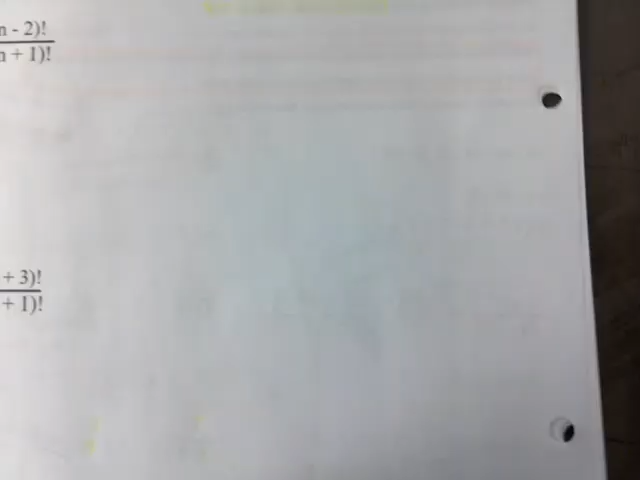 n - 2)!
n + 1)!
+ 3)!
+ 1)!